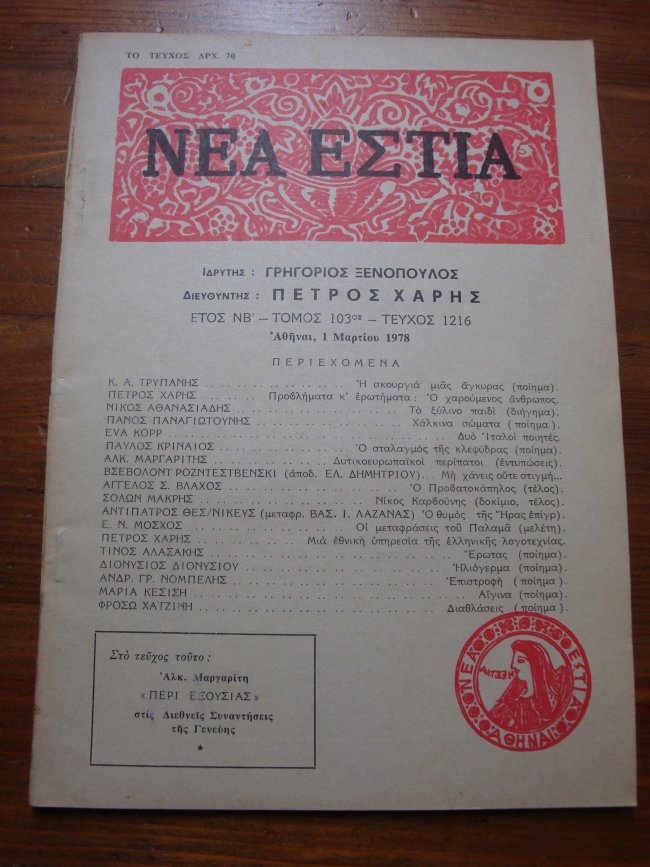 ΤΟ ΤΕΥΧΟΣ ΔΡΧ. 70
ΝΕΑ ΕΣΤΙΑ
ΙΔΡΥΤΗΣ : ΓΡΗΓΟΡΙΟΣ ΞΕΝΟΠΟΥΛΟΣ
ΔΙΕΥΘΥΝΤΗΣ : ΠΕΤΡΟΣ ΧΑΡΗΣ
ΕΤΟΣ ΝΒ' — ΤΟΜΟΣ 103ος — ΤΕΥΧΟΣ 1216
Ἀθῆναι, 1 Μαρτίου 1978
ΠΕΡΙΕΧΟΜΕΝΑ
Κ. Α. ΤΡΥΠΑΝΗΣ . . . . . . . . . . Ἡ σκουργιά μιᾶς ἄγκυρας (ποίημα).
ΠΕΤΡΟΣ ΧΑΡΗΣ . . . . . Προβλήματα κ' ἐρωτήματα : Ὁ χαρούμενος ἄνθρωπος.
ΝΙΚΟΣ ΑΘΑΝΑΣΙΑΔΗΣ . . . . . . . . . . Τὸ ξύλινο παιδὶ (διήγημα).
ΠΑΝΟΣ ΠΑΝΑΓΙΩΤΟΥΝΗΣ . . . . . . . . . . Χάλκινα σώματα (ποίημα).
EVA ΚΟΡΡ . . . . . . . . . . Δυὸ Ἰταλοὶ ποιητές.
ΠΑΥΛΟΣ ΚΡΙΝΑΙΟΣ . . . . . . . . . . Ὁ σταλαγμὸς τῆς κλεψύδρας (ποίημα).
ΑΛΚ. ΜΑΡΓΑΡΙΤΗΣ . . . . . . . . . . Δυτικοευρωπαϊκοὶ περίπατοι (ἐντυπώσεις).
ΒΣΕΒΟΛΟΝΤ ΡΟΖΝΤΕΣΤΒΕΝΣΚΙ (ἀποδ. ΕΛ. ΔΗΜΗΤΡΙΟΥ)... Μὴ χάνεις οὔτε στιγμή...
ΑΓΓΕΛΟΣ Σ. ΒΛΑΧΟΣ . . . . . . . . . . Ὁ Προβατοκάπηλος (τέλος).
ΣΟΛΩΝ ΜΑΚΡΗΣ . . . . . . . . . . Νίκος Καρβούνης (δοκίμιο, τέλος).
ΑΝΤΙΠΑΤΡΟΣ ΘΕΣ/ΝΙΚΕΥΣ (μεταφρ. ΒΑΣ. Ι. ΛΑΖΑΝΑΣ) Ὁ θυμὸς τῆς Ἥρας (ἐπίγρ).
Ε. Ν. ΜΟΣΧΟΣ . . . . . . . . . . Οἱ μεταφράσεις τοῦ Παλαμᾶ (μελέτη).
ΠΕΤΡΟΣ ΧΑΡΗΣ . . . . . . . . . . Μιὰ ἐθνικὴ ὑπηρεσία τῆς ἑλληνικῆς λογοτεχνίας.
ΤΙΝΟΣ ΑΛΑΣΑΚΗΣ . . . . . . . . . . Ἔρωτας (ποίημα).
ΔΙΟΝΥΣΙΟΣ ΔΙΟΝΥΣΙΟΥ . . . . . . . . . . Ἡλιόγερμα (ποίημα).
ΑΝΔΡ. ΓΡ. ΝΟΜΠΕΛΗΣ . . . . . . . . . . Ἐπιστροφὴ (ποίημα).
ΜΑΡΙΑ ΚΕΣΙΣΗ . . . . . . . . . . Αἴγινα (ποίημα).
ΦΡΟΣΩ ΧΑΤΖΙΝΗ . . . . . . . . . . Διαθλάσεις (ποίημα).
Στὸ τεῦχος τοῦτο :
Ἀλκ. Μαργαρίτη
«ΠΕΡΙ ΕΞΟΥΣΙΑΣ»
στὶς Διεθνεῖς Συναντήσεις
τῆς Γενεύης
ΝΕΑ ΕΣΤΙΑ
ΑΘΗΝΑΙ